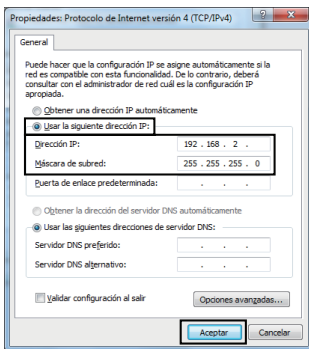 Propiedades: Protocolo de Internet versión 4 (TCP/IPv4)
General
Puede hacer que la configuración IP se asigne automáticamente si la
red es compatible con esta funcionalidad. De lo contrario, deberá
consultar con el administrador de red cuál es la configuración IP
apropiada.
Obtener una dirección IP automáticamente
Usar la siguiente dirección IP:
Dirección IP: 192 . 168 . 2 .
Máscara de subred: 255 . 255 . 255 . 0
Puerta de enlace predeterminada: . . .
Obtener la dirección del servidor DNS automáticamente
Usar las siguientes direcciones de servidor DNS:
Servidor DNS preferido: . . .
Servidor DNS alternativo: . . .
Validar configuración al salir
Opciones avanzadas...
Aceptar Cancelar